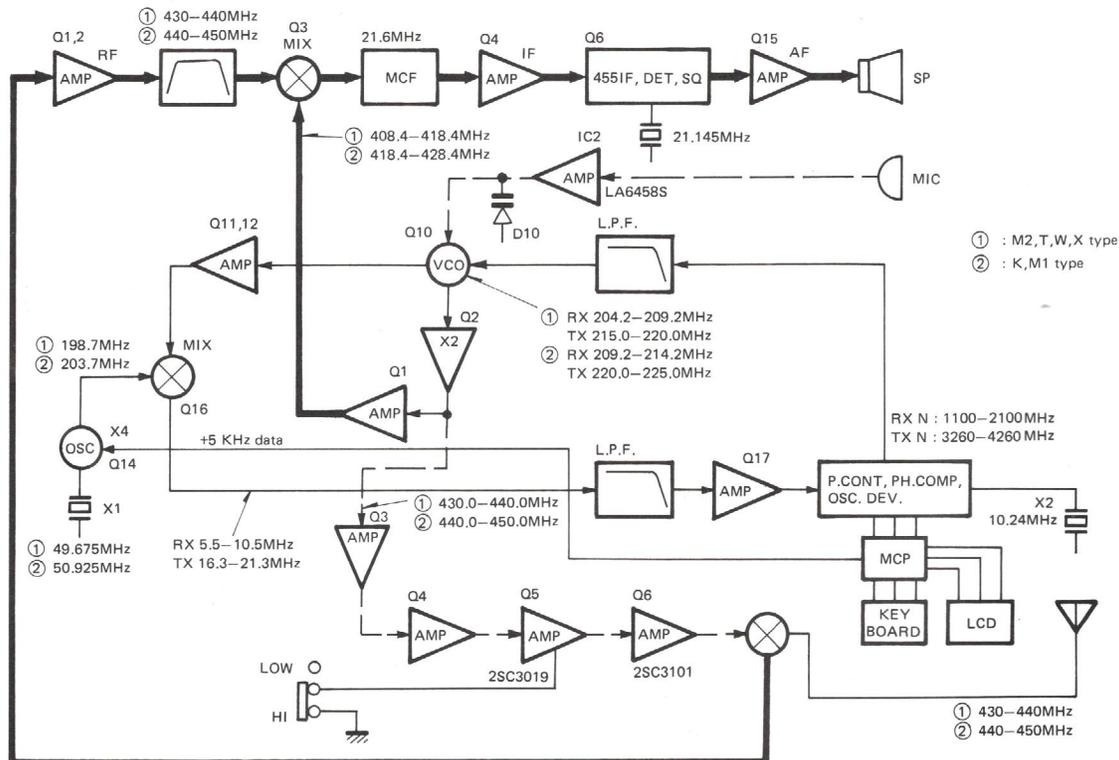 ① 430–440MHz
② 440–450MHz
Q1,2
RF
AMP
Q3
MIX
21.6MHz
MCF
Q4
IF
AMP
Q6
455IF, DET, SQ
Q15
AF
AMP
SP
21.145MHz
① 408.4–418.4MHz
② 418.4–428.4MHz
IC2
AMP
LA6458S
MIC
D10
Q11,12
AMP
Q10
VCO
L.P.F.
① : M2,T,W,X type
② : K,M1 type
① RX 204.2–209.2MHz
TX 215.0–220.0MHz
② RX 209.2–214.2MHz
TX 220.0–225.0MHz
Q2
X2
① 198.7MHz
② 203.7MHz
MIX
Q16
Q1
AMP
RX N : 1100–2100MHz
TX N : 3260–4260MHz
+5 KHz data
OSC
X4
Q14
L.P.F.
Q17
AMP
P.CONT, PH.COMP,
OSC. DEV.
X2
10.24MHz
X1
① 49.675MHz
② 50.925MHz
RX 5.5–10.5MHz
TX 16.3–21.3MHz
① 430.0–440.0MHz
② 440.0–450.0MHz
Q3
AMP
MCP
KEY
BOARD
LCD
Q4
AMP
Q5
AMP
2SC3019
Q6
AMP
2SC3101
LOW
HI
① 430–440MHz
② 440–450MHz